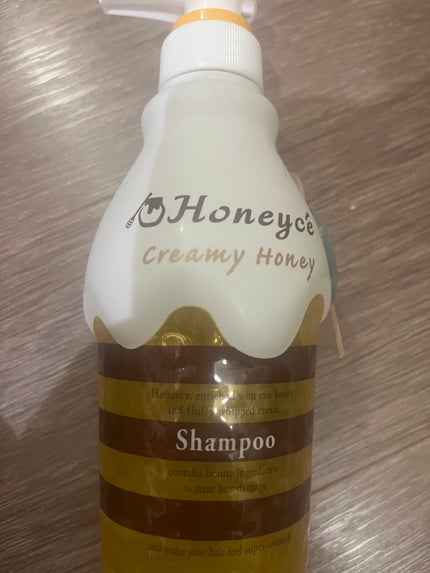 Honeycé
Creamy Honey
Honeyce, enriched with raw honey
and fluffy whipped cream,
Shampoo
contains beauty ingredients
to treat hair damage
and make your hair feel super-smooth